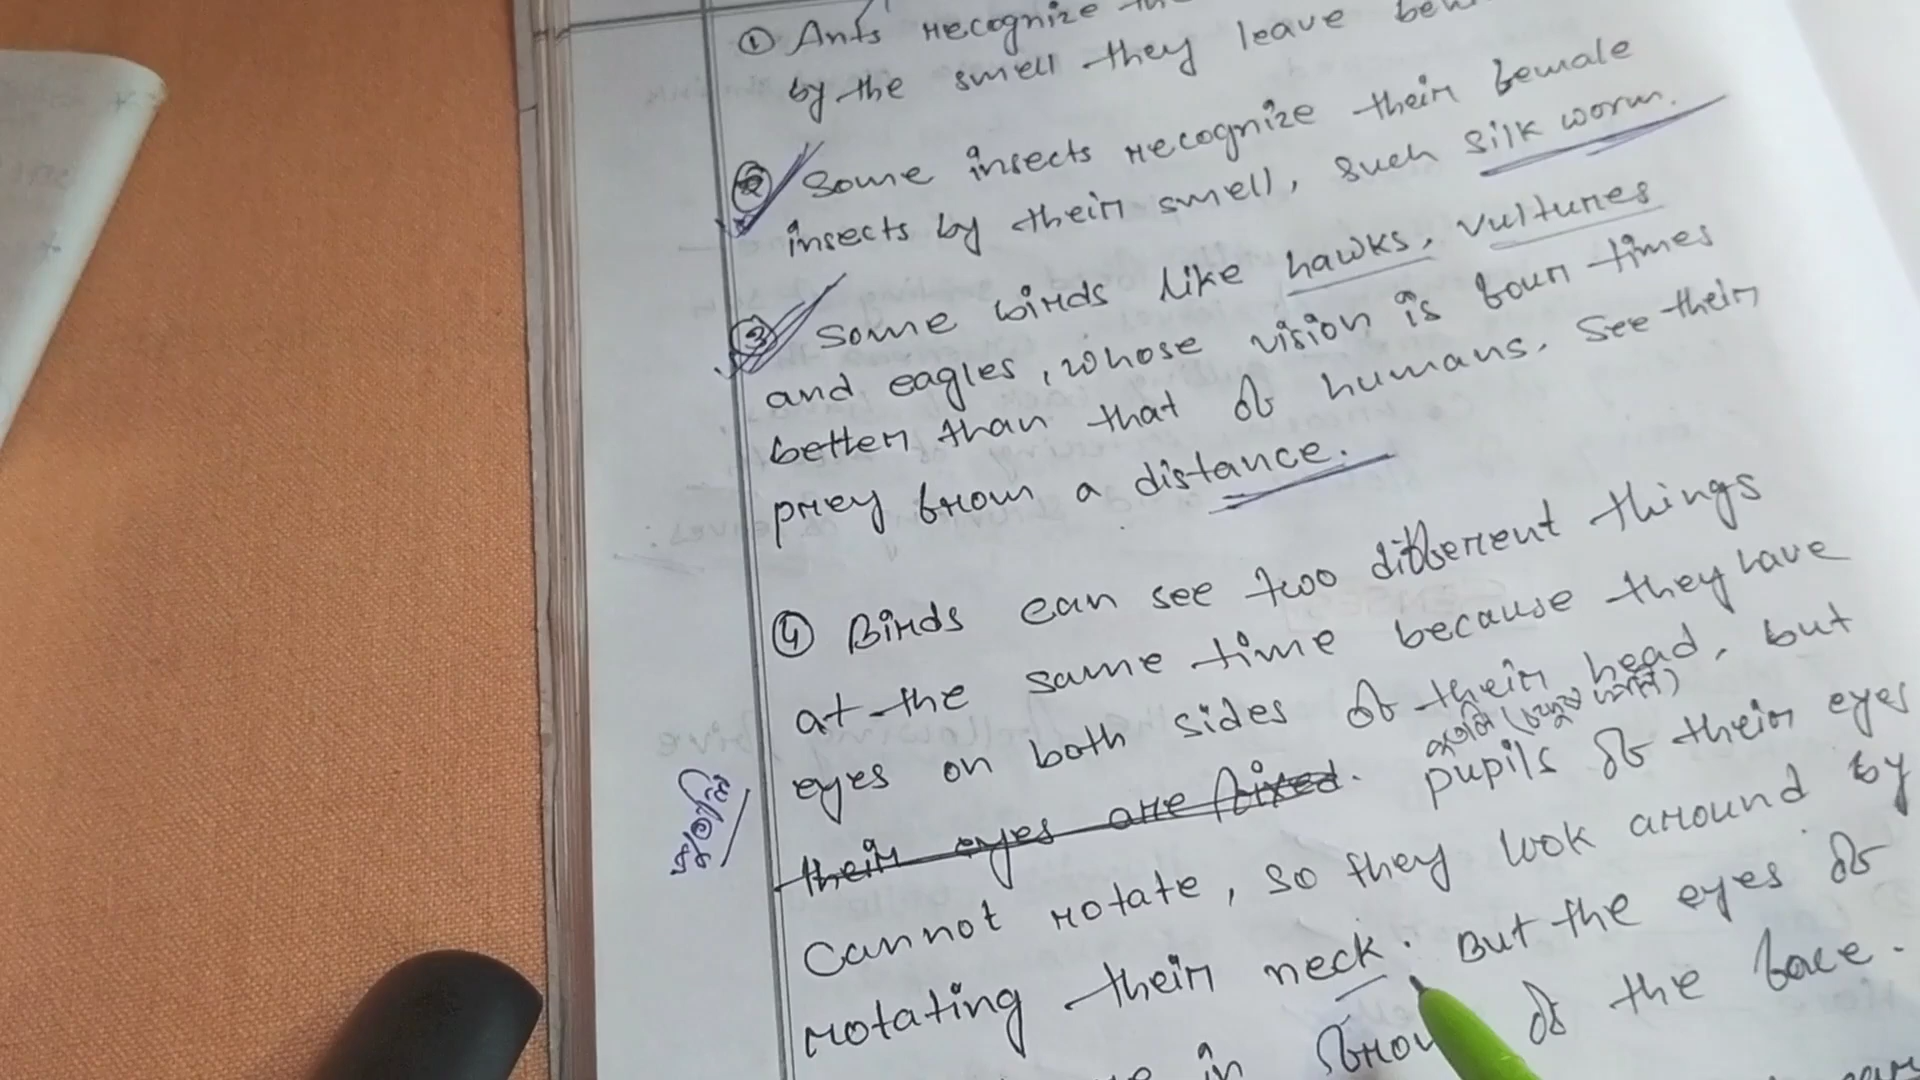 ① Ants recognize
by the smell they leave
② Some insects recognize their female
insects by their smell, such silk worm.
③ Some birds like hawks, vultures
and eagles, whose vision is four times
better than that of humans. See their
prey from a distance.
④ Birds can see two different things
at the same time because they have
eyes on both sides of their head, but
their eyes are fixed. pupils of their eyes
cannot rotate, so they look around by
rotating their neck. But the eyes of
in of the face.